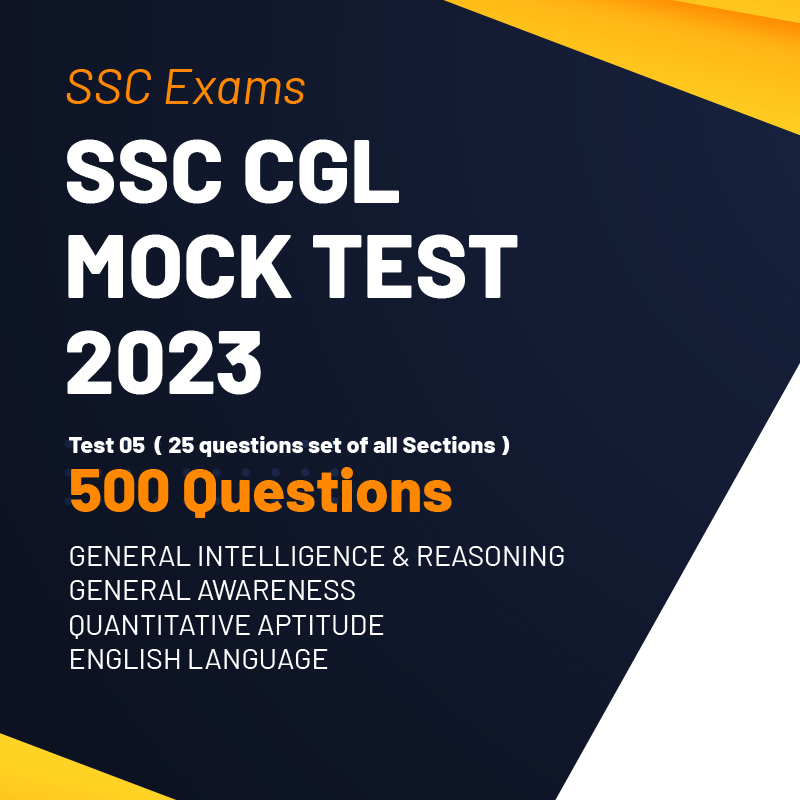 SSC Exams
SSC CGL
MOCK TEST
2023
Test 05 ( 25 questions set of all Sections )
500 Questions
GENERAL INTELLIGENCE & REASONING
GENERAL AWARENESS
QUANTITATIVE APTITUDE
ENGLISH LANGUAGE